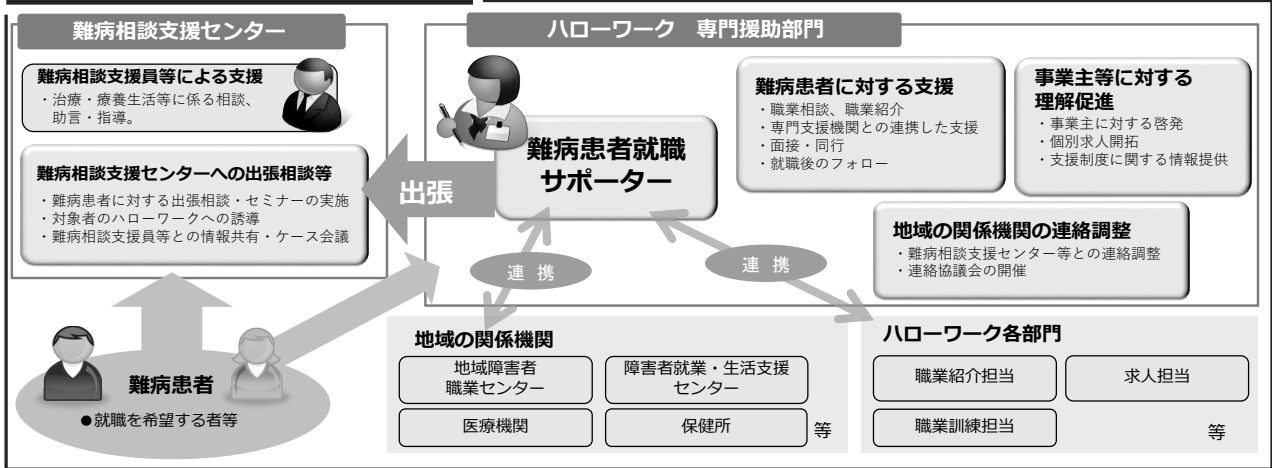 難病相談支援センター
難病相談支援員等による支援
・治療・療養生活等に係る相談、
助言・指導。
難病相談支援センターへの出張相談等
・難病患者に対する出張相談・セミナーの実施
・対象者のハローワークへの誘導
・難病相談支援員等との情報共有・ケース会議
難病患者
●就職を希望する者等
出張
ハローワーク　専門援助部門
難病患者就職
サポーター
難病患者に対する支援
・職業相談、職業紹介
・専門支援機関との連携した支援
・面接・同行
・就職後のフォロー
事業主等に対する
理解促進
・事業主に対する啓発
・個別求人開拓
・支援制度に関する情報提供
地域の関係機関の連絡調整
・難病相談支援センター等との連絡調整
・連絡協議会の開催
連 携
連 携
地域の関係機関
地域障害者
職業センター
障害者就業・生活支援
センター
医療機関
保健所
等
ハローワーク各部門
職業紹介担当
求人担当
職業訓練担当
等